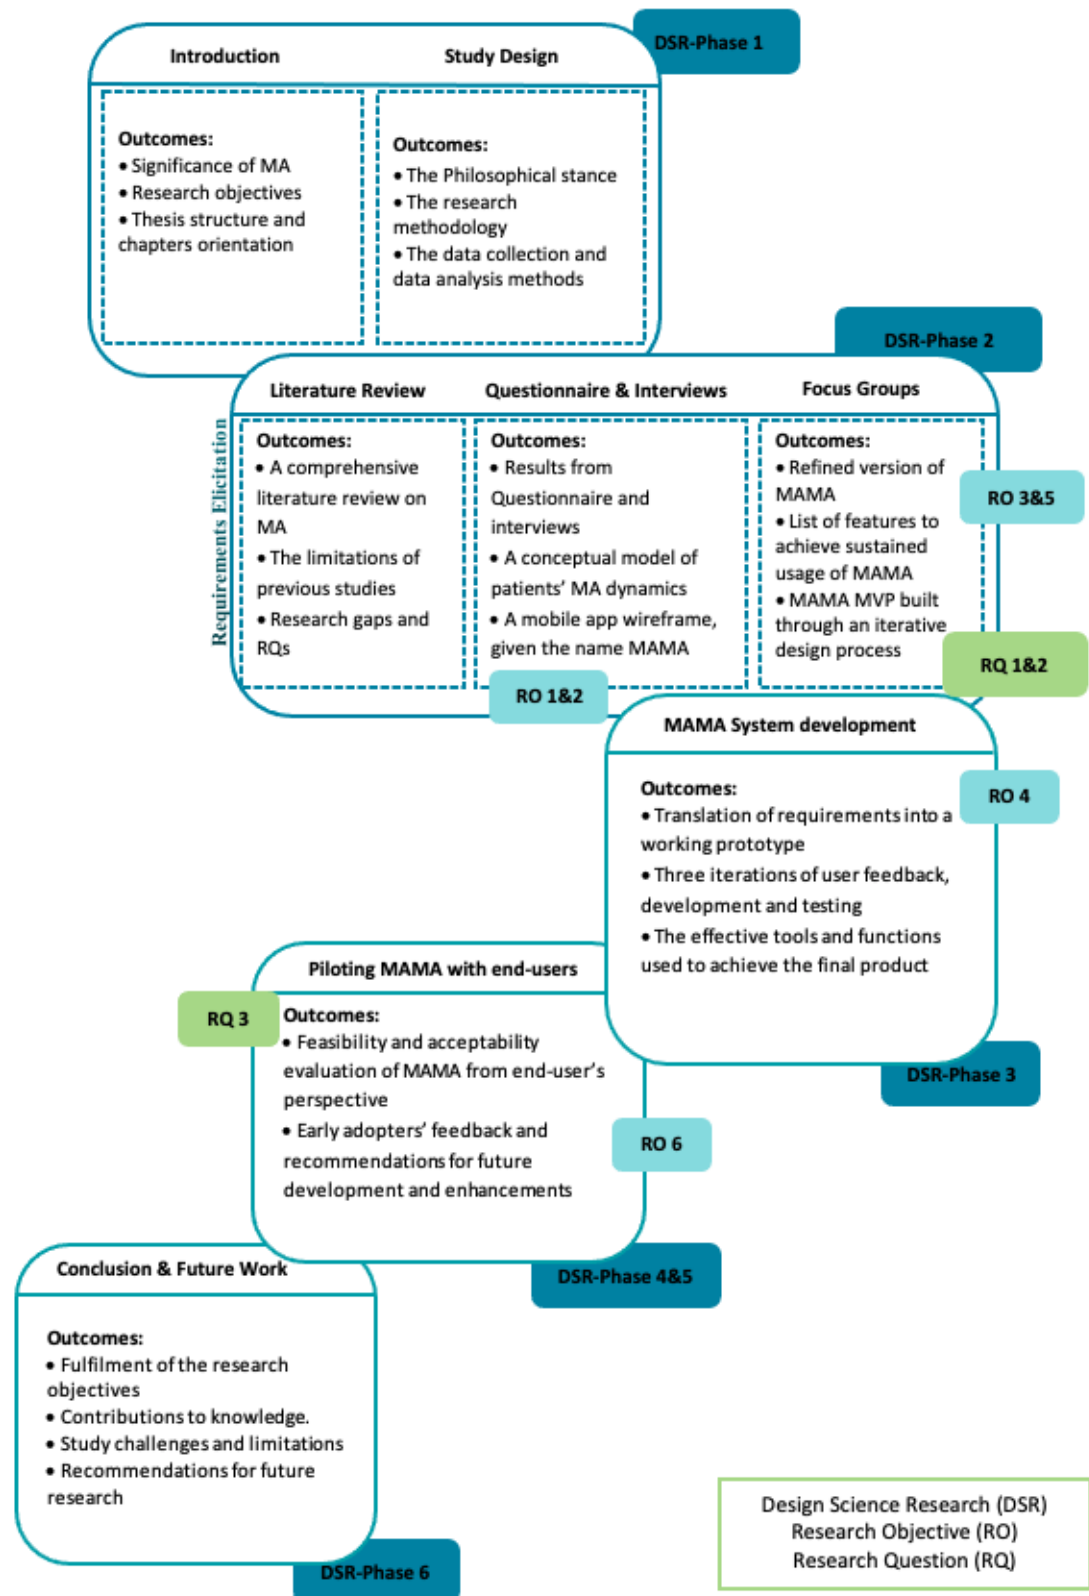 DSR-Phase 1
Introduction
Study Design
Outcomes:
• Significance of MA
• Research objectives
• Thesis structure and
chapters orientation
Outcomes:
• The Philosophical stance
• The research
methodology
• The data collection and
data analysis methods
DSR-Phase 2
Requirements Elicitation
Literature Review
Questionnaire & Interviews
Focus Groups
Outcomes:
• A comprehensive
literature review on
MA
• The limitations of
previous studies
• Research gaps and
RQs
Outcomes:
• Results from
Questionnaire and
interviews
• A conceptual model of
patients' MA dynamics
• A mobile app wireframe,
given the name MAMA
RO 1&2
Outcomes:
• Refined version of
MAMA
• List of features to
achieve sustained
usage of MAMA
• MAMA MVP built
through an iterative
design process
RO 3&5
RQ 1&2
MAMA System development
RO 4
Outcomes:
• Translation of requirements into a
working prototype
• Three iterations of user feedback,
development and testing
• The effective tools and functions
used to achieve the final product
DSR-Phase 3
Piloting MAMA with end-users
RQ 3
Outcomes:
• Feasibility and acceptability
evaluation of MAMA from end-user's
perspective
• Early adopters' feedback and
recommendations for future
development and enhancements
RO 6
DSR-Phase 4&5
Conclusion & Future Work
Outcomes:
• Fulfilment of the research
objectives
• Contributions to knowledge.
• Study challenges and limitations
• Recommendations for future
research
DSR-Phase 6
Design Science Research (DSR)
Research Objective (RO)
Research Question (RQ)